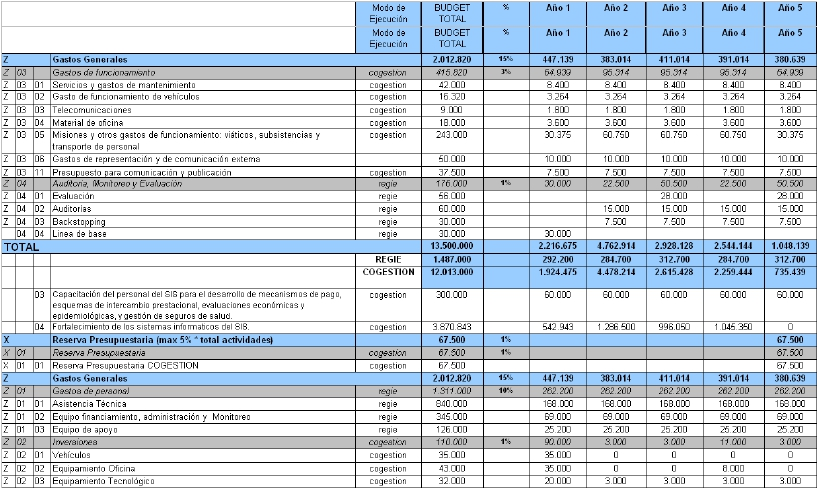 Modo de Ejecución BUDGET TOTAL % Año 1 Año 2 Año 3 Año 4 Año 5
Modo de Ejecución BUDGET TOTAL % Año 1 Año 2 Año 3 Año 4 Año 5
Z Gastos Generales 2.012.820 15% 447.139 383.014 411.014 391.014 380.639
Z 03 Gastos de funcionamiento cogestion 415.820 3% 64.939 95.314 95.314 95.314 64.939
Z 03 01 Servicios y gastos de mantenimiento cogestion 42.000 8.400 8.400 8.400 8.400 8.400
Z 03 02 Gasto de funcionamiento de vehículos cogestion 16.320 3.264 3.264 3.264 3.264 3.264
Z 03 03 Telecomunicaciones cogestion 9.000 1.800 1.800 1.800 1.800 1.800
Z 03 04 Material de oficina cogestion 18.000 3.600 3.600 3.600 3.600 3.600
Z 03 05 Misiones y otros gastos de funcionamiento: viáticos, subsistencias y cogestion 243.000 30.375 60.750 60.750 60.750 30.375
transporte de personal
Z 03 06 Gastos de representación y de comunicación externa 50.000 10.000 10.000 10.000 10.000 10.000
Z 03 11 Presupuesto para comunicación y publicación cogestion 37.500 7.500 7.500 7.500 7.500 7.500
Z 04 Auditoria, Monitoreo y Evaluación regie 176.000 1% 30.000 22.500 50.500 22.500 50.500
Z 04 01 Evaluación regie 56.000 28.000 28.000
Z 04 02 Auditorías regie 60.000 15.000 15.000 15.000 15.000
Z 04 03 Backstopping regie 30.000 7.500 7.500 7.500 7.500
04 04 Linea de base regie 30.000 30.000
TOTAL 13.500.000 2.216.675 4.762.914 2.928.128 2.544.144 1.048.139
REGIE 1.487.000 292.200 284.700 312.700 284.700 312.700
COGESTION 12.013.000 1.924.475 4.478.214 2.615.428 2.259.444 735.439
03 Capacitación del personal del SIS para el desarrollo de mecanismos de pago, cogestion 300.000 60.000 60.000 60.000 60.000 60.000
esquemas de intercambio prestacional, evaluaciones económicas y
epidemiológicas, y gestión de seguros de salud.
04 Fortalecimiento de los sistemas informaticos del SIS. cogestion 3.870.843 542.943 1.286.500 996.050 1.045.350 0
X Reserva Presupuestaria (max 5% * total actividades) 67.500 1% 67.500
X 01 Reserva Presupuestaria cogestion 67.500 1% 67.500
X 01 01 Reserva Presupuestaria COGESTION cogestion 67.500 67.500
Z Gastos Generales 2.012.820 15% 447.139 383.014 411.014 391.014 380.639
Z 01 Gastos de personal regie 1.311.000 10% 262.200 262.200 262.200 262.200 262.200
Z 01 01 Asistencia Técnica regie 840.000 168.000 168.000 168.000 168.000 168.000
Z 01 02 Equipo financiamiento, administración y Monitoreo regie 345.000 69.000 69.000 69.000 69.000 69.000
Z 01 03 Equipo de apoyo regie 126.000 25.200 25.200 25.200 25.200 25.200
Z 02 Inversiones cogestion 110.000 1% 90.000 3.000 3.000 11.000 3.000
Z 02 01 Vehículos cogestion 35.000 35.000 0 0 0 0
Z 02 02 Equipamiento Oficina cogestion 43.000 35.000 0 0 8.000 0
Z 02 03 Equipamiento Tecnológico cogestion 32.000 20.000 3.000 3.000 3.000 3.000